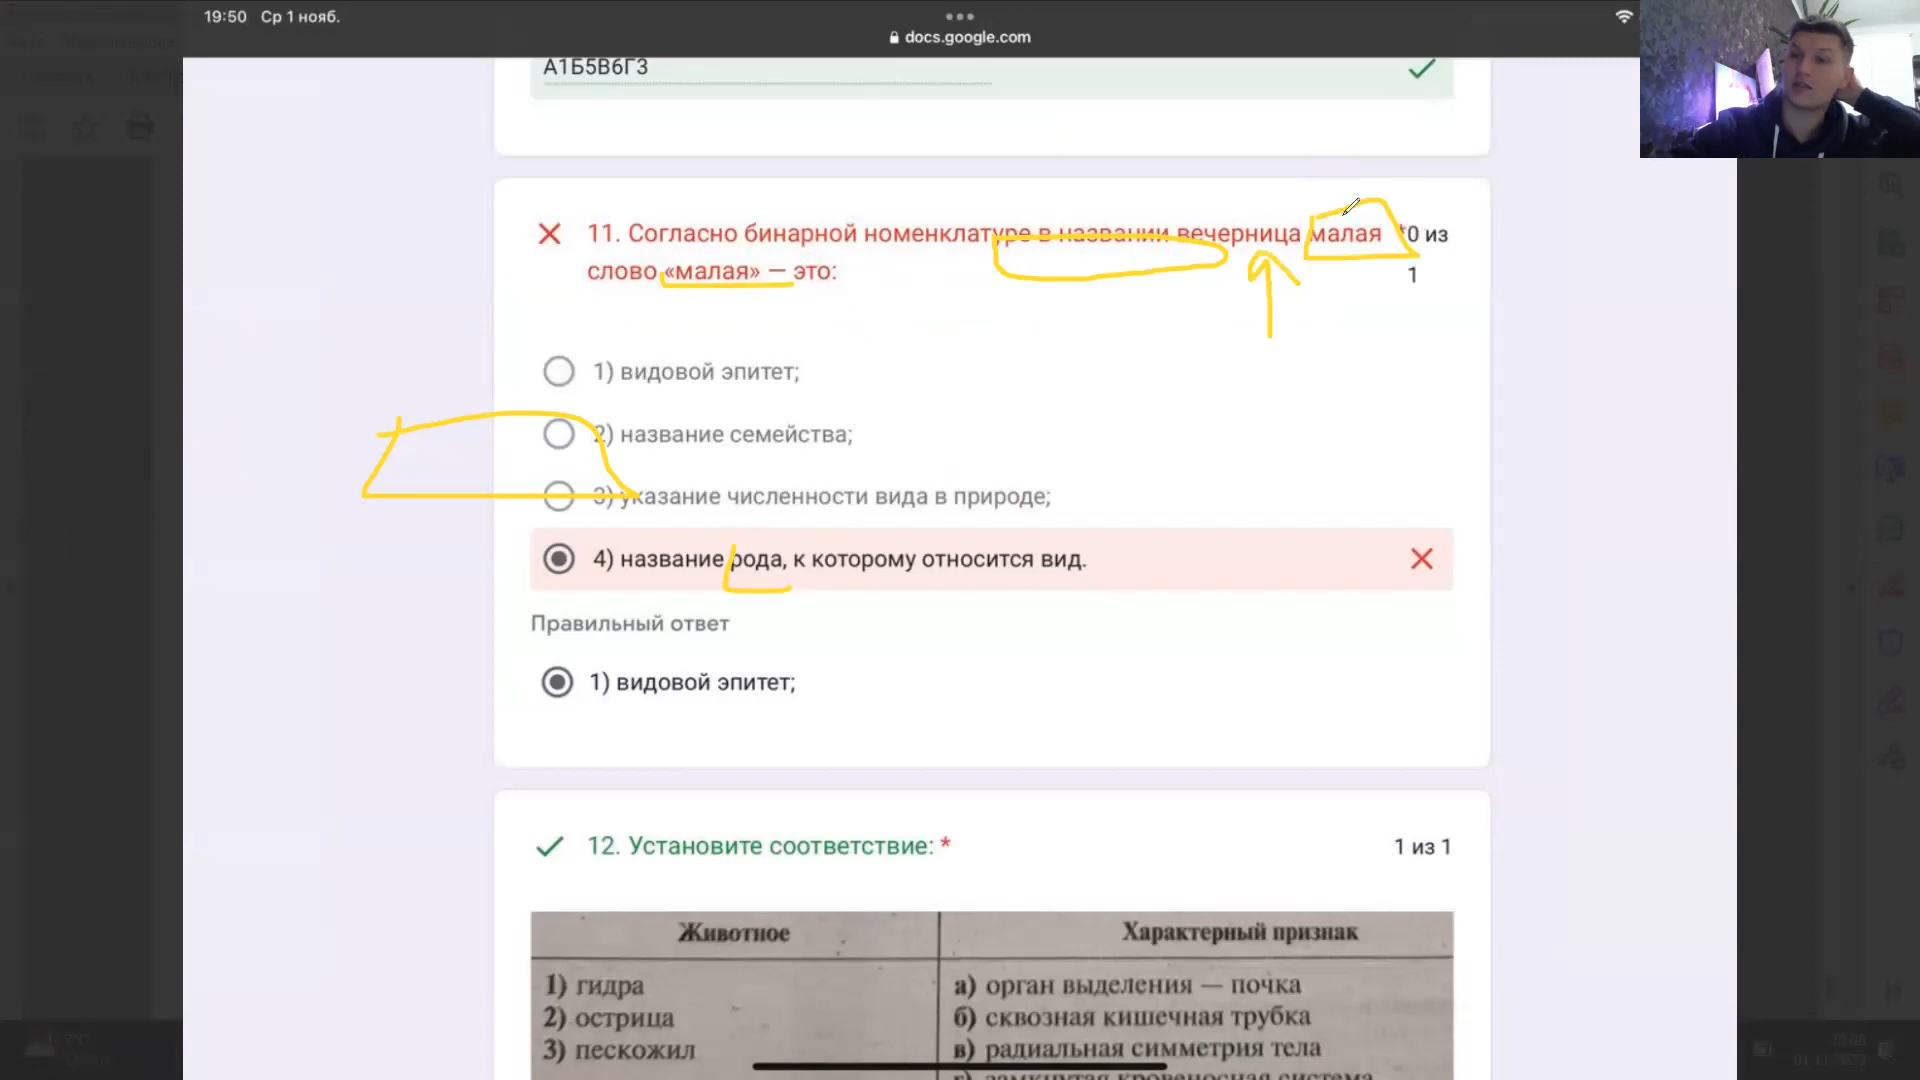 19:50 Ср 1 нояб.
docs.google.com
А1Б5В6Г3
11. Согласно бинарной номенклатуре в названии вечерница малая *0 из
слово «малая» — это: 1
1) видовой эпитет;
2) название семейства;
3) указание численности вида в природе;
4) название рода, к которому относится вид.
Правильный ответ
1) видовой эпитет;
12. Установите соответствие: * 1 из 1
Животное Характерный признак
1) гидра а) орган выделения — почка
2) острица б) сквозная кишечная трубка
3) пескожил в) радиальная симметрия тела
г) замкнутая кровеносная система